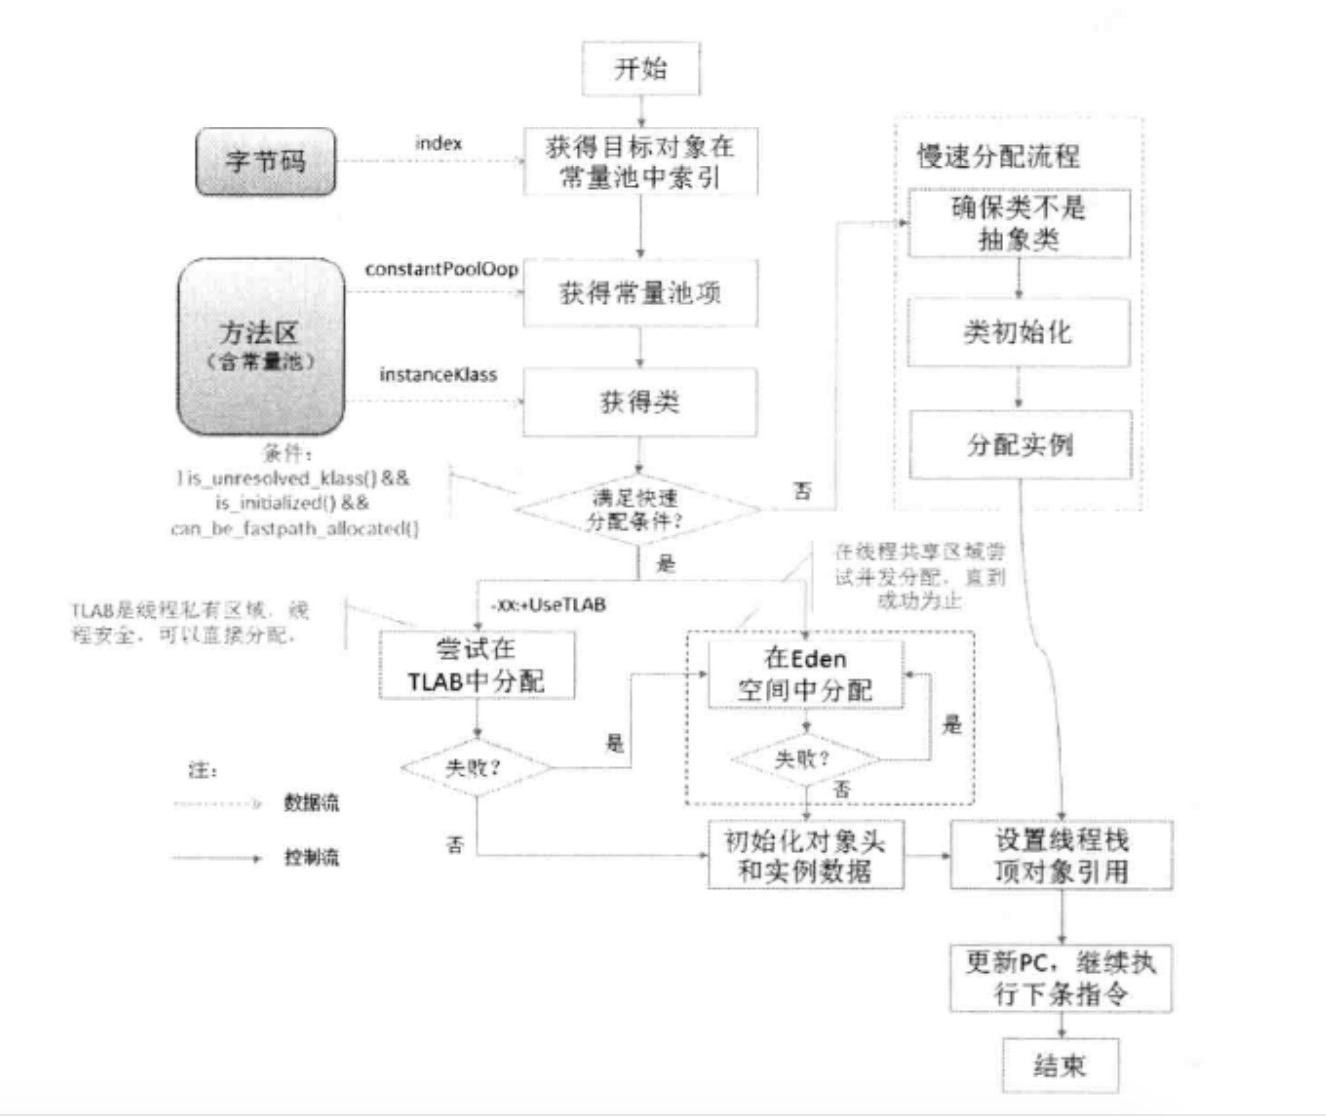 开始
字节码
index
获得目标对象在
常量池中索引
慢速分配流程
确保类不是
抽象类
constantPoolOop
获得常量池项
方法区
（含常量池）
类初始化
instanceKlass
获得类
分配实例
条件：
!is_unresolved_klass() &&
is_initialized() &&
can_be_fastpath_allocated()
满足快速
分配条件？
否
是
在线程共享区域尝
试并发分配，直到
成功为止
-XX:+UseTLAB
TLAB是线程私有区域，线
程安全，可以直接分配。
尝试在
TLAB中分配
在Eden
空间中分配
是
是
失败？
失败？
否
注：
数据流
否
控制流
初始化对象头
和实例数据
设置线程栈
顶对象引用
更新PC，继续执
行下条指令
结束